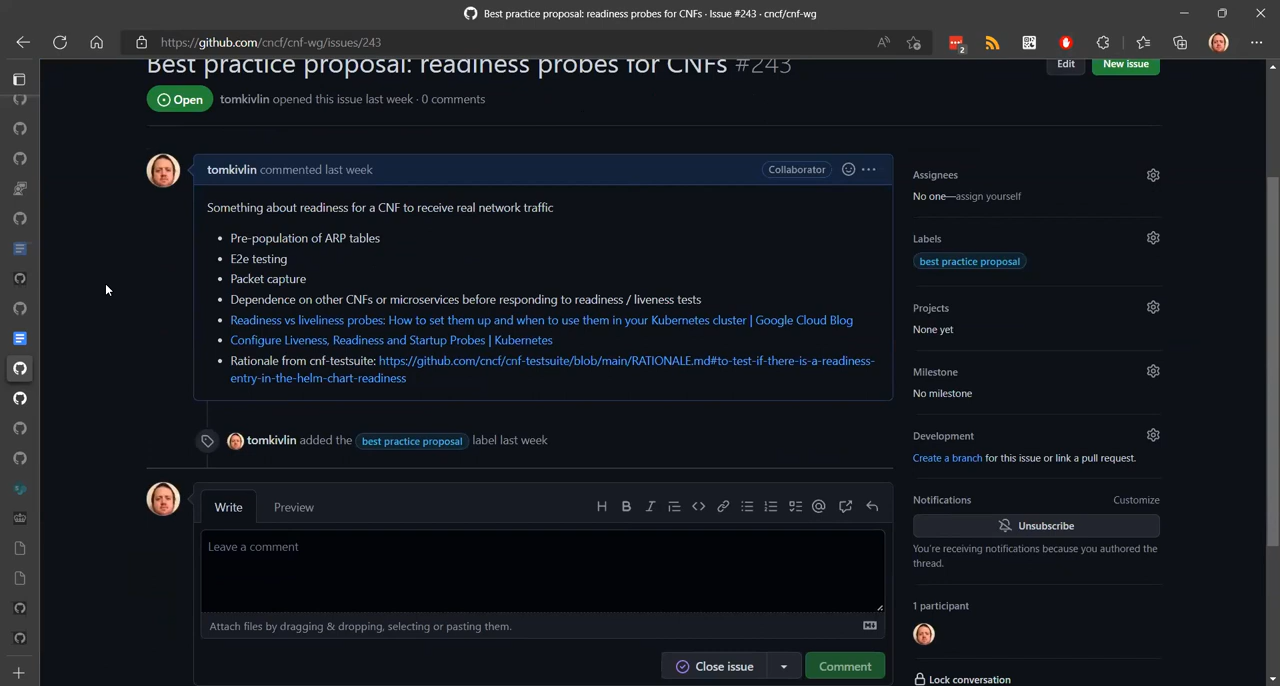 Best practice proposal: readiness probes for CNFs · Issue #243 · cncf/cnf-wg
https://github.com/cncf/cnf-wg/issues/243
2
Best practice proposal: readiness probes for CNFs #243
Edit
New issue
Open
tomkivlin opened this issue last week · 0 comments
tomkivlin commented last week
Collaborator
Something about readiness for a CNF to receive real network traffic
• Pre-population of ARP tables
• E2e testing
• Packet capture
• Dependence on other CNFs or microservices before responding to readiness / liveness tests
• Readiness vs liveliness probes: How to set them up and when to use them in your Kubernetes cluster | Google Cloud Blog
• Configure Liveness, Readiness and Startup Probes | Kubernetes
• Rationale from cnf-testsuite: https://github.com/cncf/cnf-testsuite/blob/main/RATIONALE.md#to-test-if-there-is-a-readiness-
entry-in-the-helm-chart-readiness
tomkivlin added the best practice proposal label last week
Write
Preview
Leave a comment
Attach files by dragging & dropping, selecting or pasting them.
Close issue
Comment
Assignees
No one—assign yourself
Labels
best practice proposal
Projects
None yet
Milestone
No milestone
Development
Create a branch for this issue or link a pull request.
Notifications
Customize
Unsubscribe
You're receiving notifications because you authored the
thread.
1 participant
Lock conversation